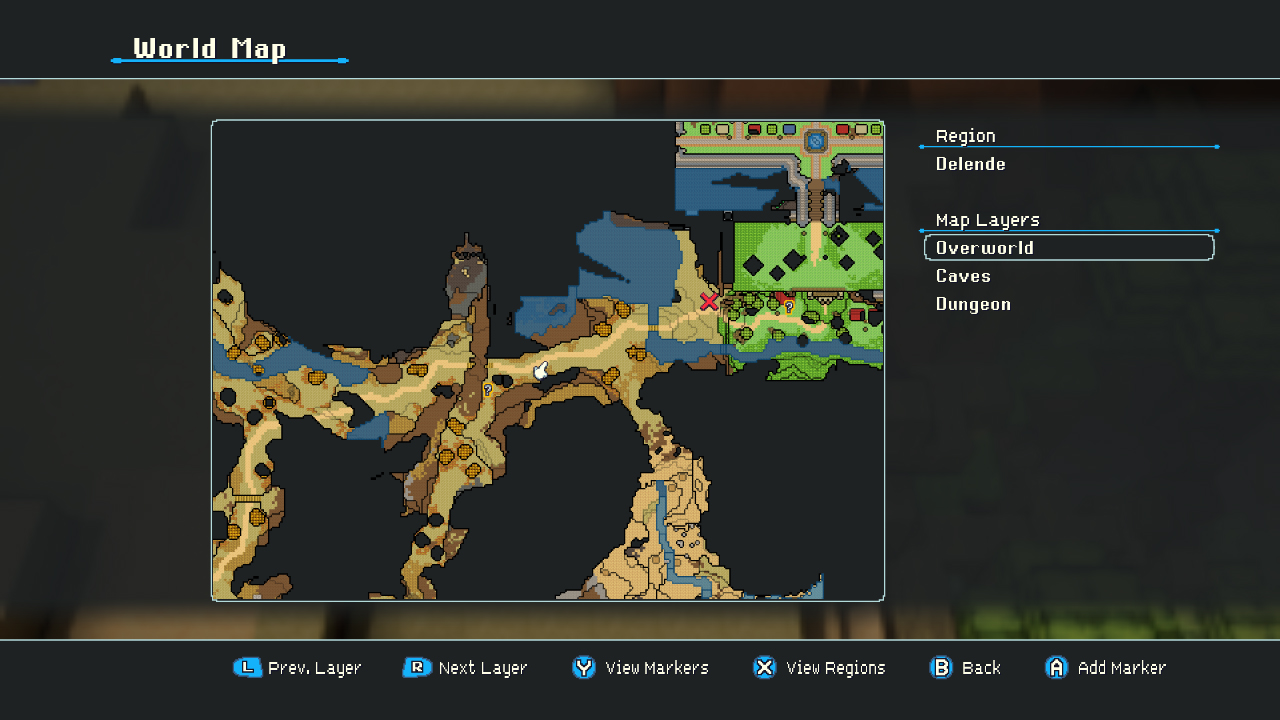 World Map
Region
Delende
Map Layers
Overworld
Caves
Dungeon
?
?
L Prev. Layer R Next Layer Y View Markers X View Regions B Back A Add Marker